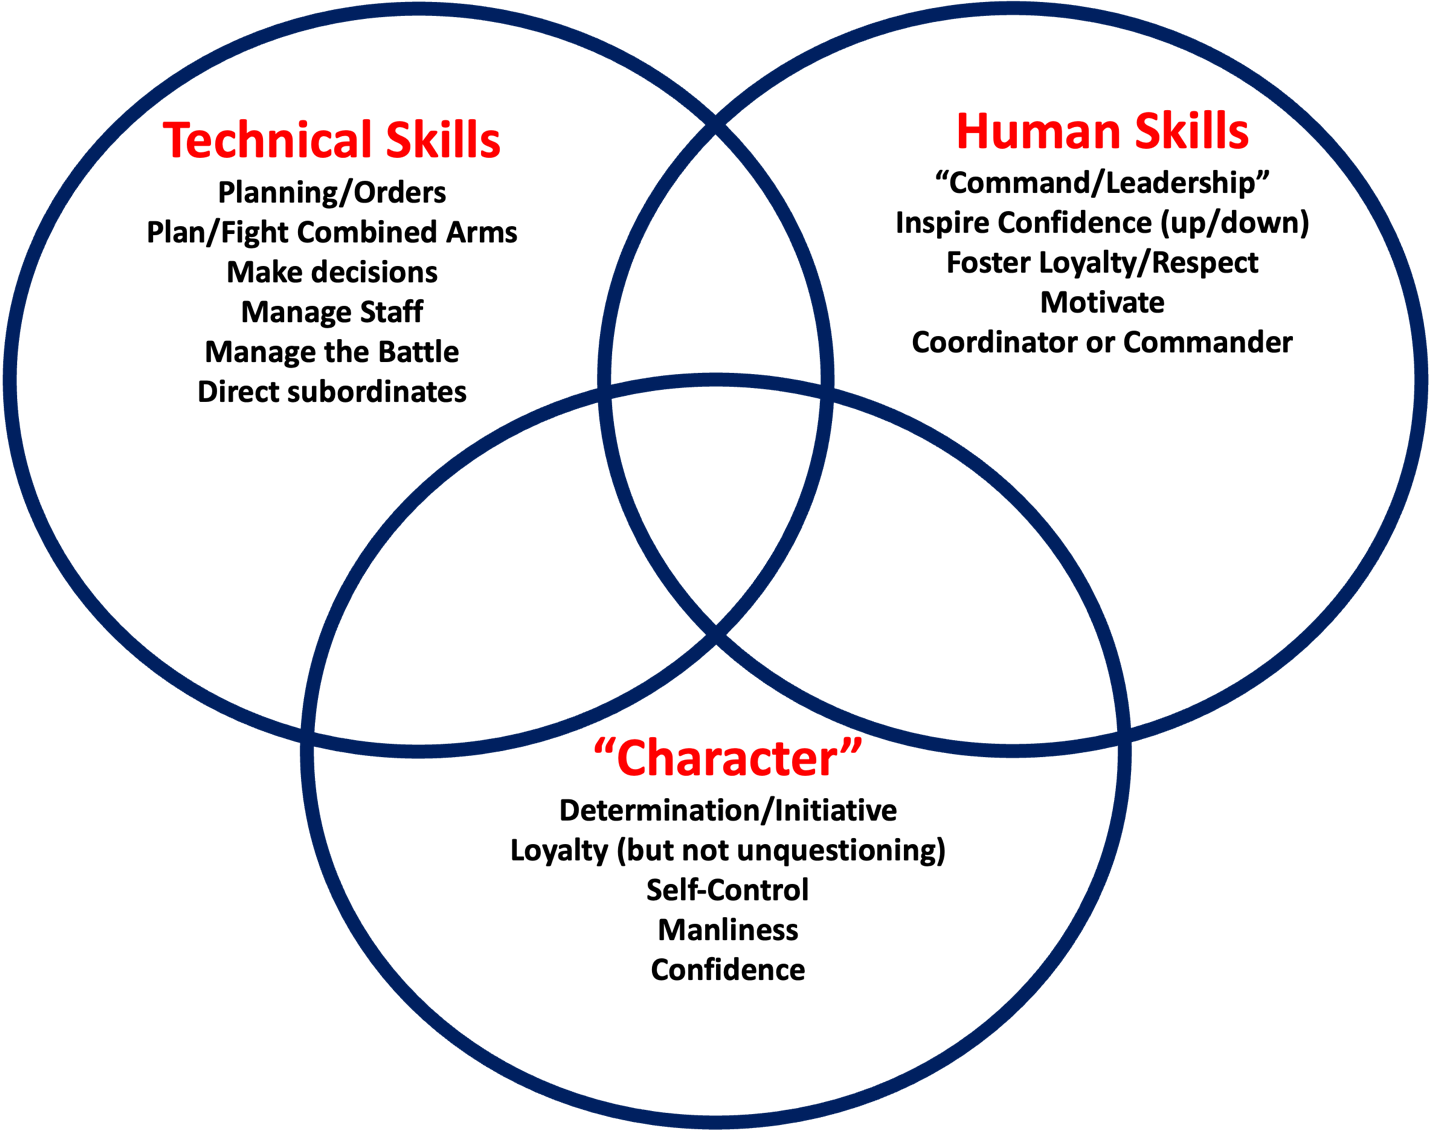 Technical Skills
Planning/Orders
Plan/Fight Combined Arms
Make decisions
Manage Staff
Manage the Battle
Direct subordinates
Human Skills
“Command/Leadership”
Inspire Confidence (up/down)
Foster Loyalty/Respect
Motivate
Coordinator or Commander
“Character”
Determination/Initiative
Loyalty (but not unquestioning)
Self-Control
Manliness
Confidence